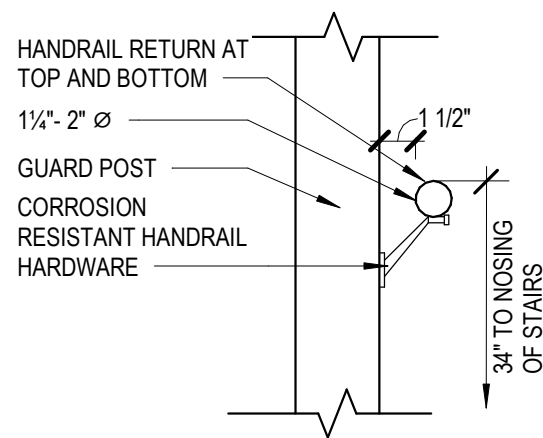 HANDRAIL RETURN AT
TOP AND BOTTOM
1¼"- 2" Ø
GUARD POST
CORROSION
RESISTANT HANDRAIL
HARDWARE
1 1/2"
34" TO NOSING
OF STAIRS